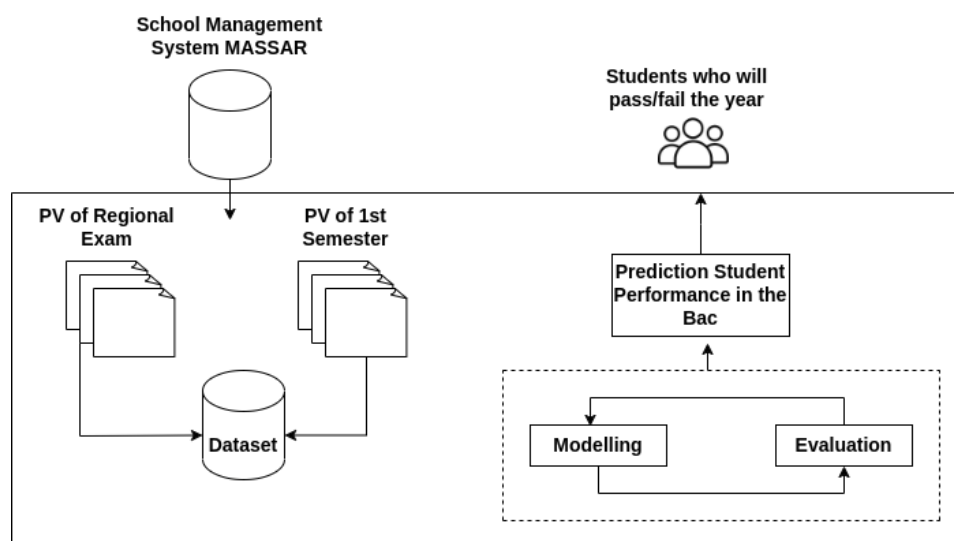 School Management
System MASSAR
Students who will
pass/fail the year
PV of Regional
Exam
PV of 1st
Semester
Prediction Student
Performance in the
Bac
Dataset
Modelling
Evaluation